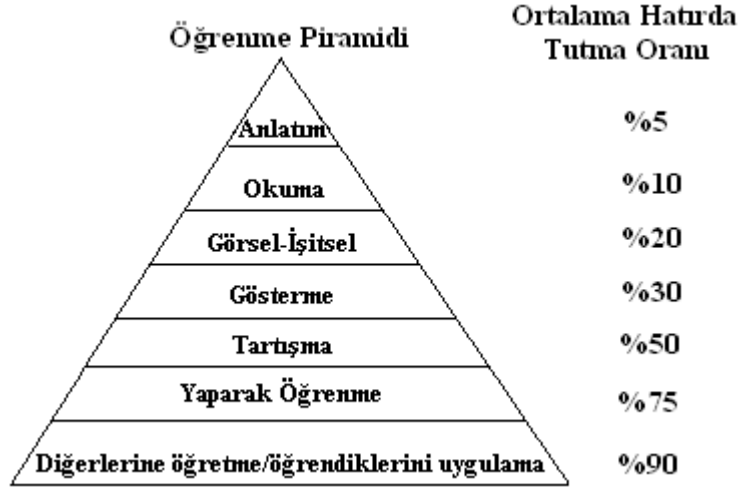 Öğrenme Piramidi
Ortalama Hatırda
Tutma Oranı
Anlatım %5
Okuma %10
Görsel-İşitsel %20
Gösterme %30
Tartışma %50
Yaparak Öğrenme %75
Diğerlerine öğretme/öğrendiklerini uygulama %90